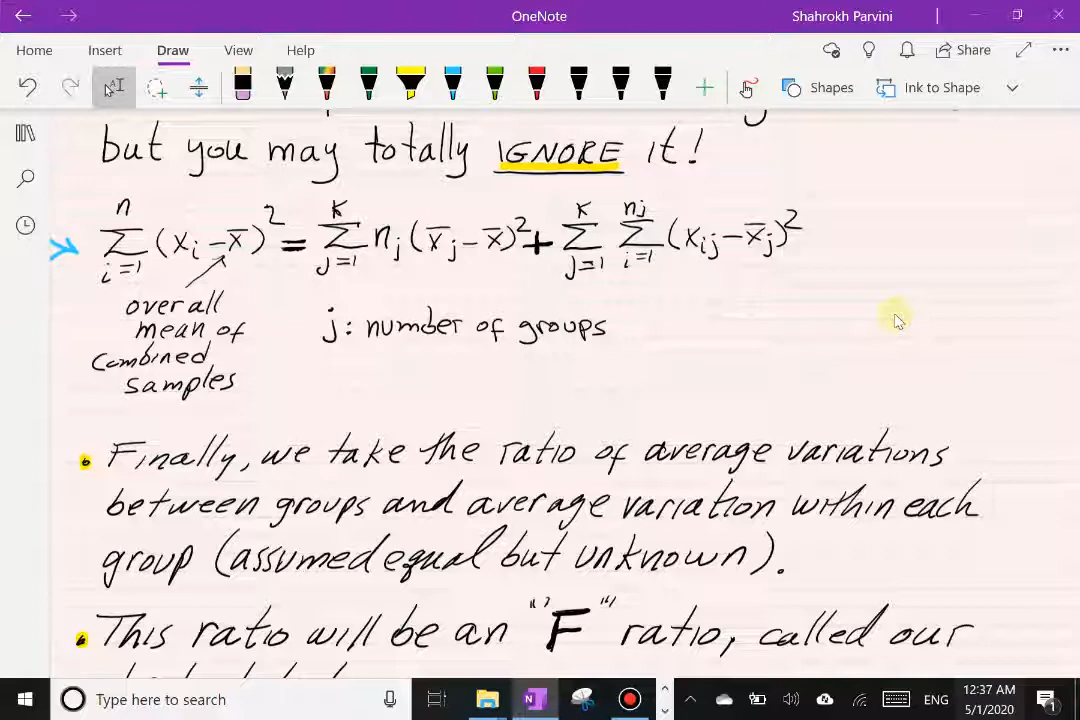 OneNote
Shahrokh Parvini
Home Insert Draw View Help
Share
Shapes
Ink to Shape
but you may totally IGNORE it!
n Σ i=1 (xi - x̄)² = K Σ j=1 nj (x̄j - x̄)² + K Σ j=1 nj Σ i=1 (xij - x̄j)²
overall
mean of
combined
samples
j: number of groups
Finally, we take the ratio of average variations
between groups and average variation within each
group (assumed equal but unknown).
This ratio will be an "F" ratio, called our
Type here to search
ENG
12:37 AM
5/1/2020
1